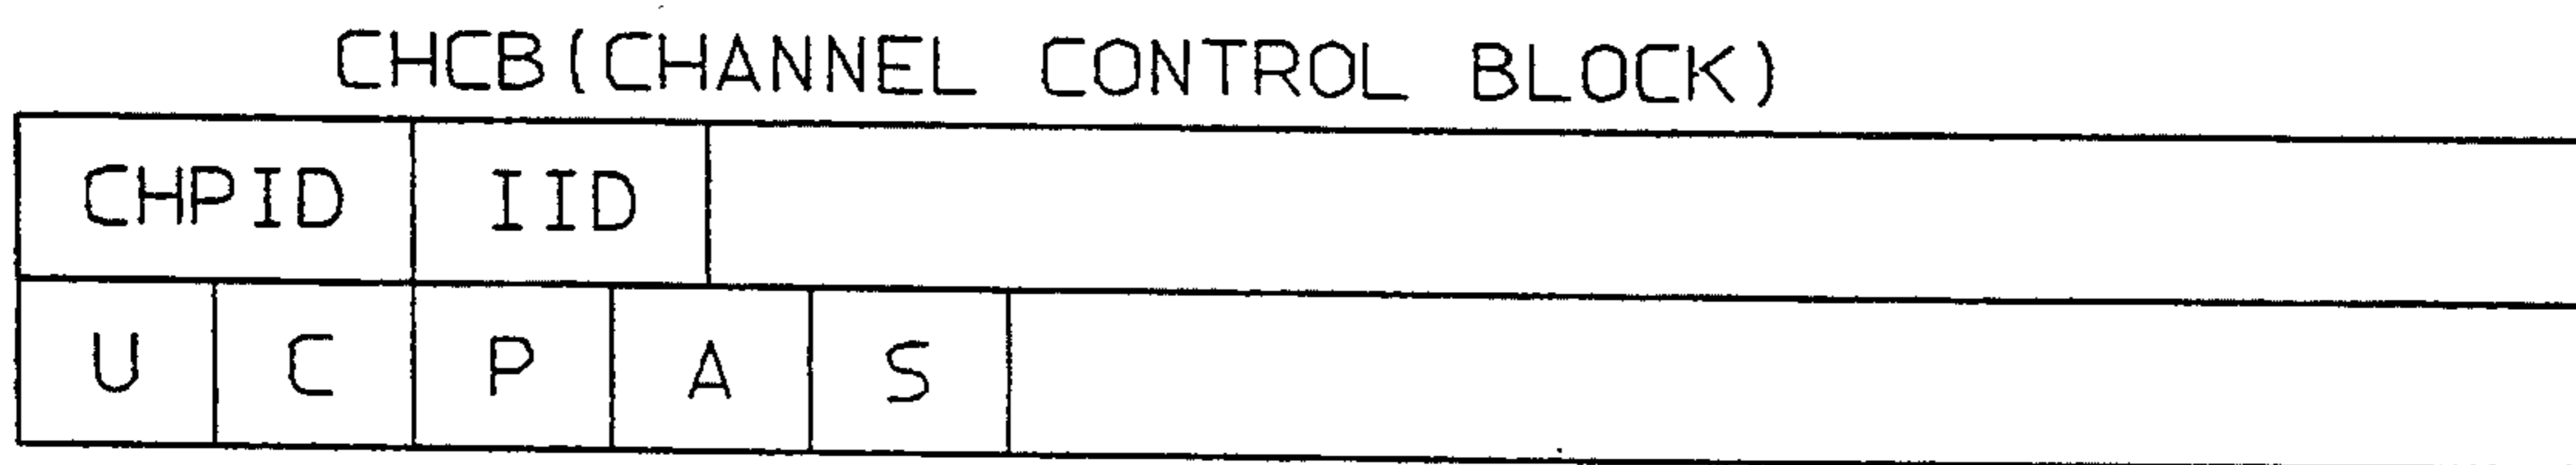 CHCB(CHANNEL CONTROL BLOCK)
CHPID IID
U C P A S